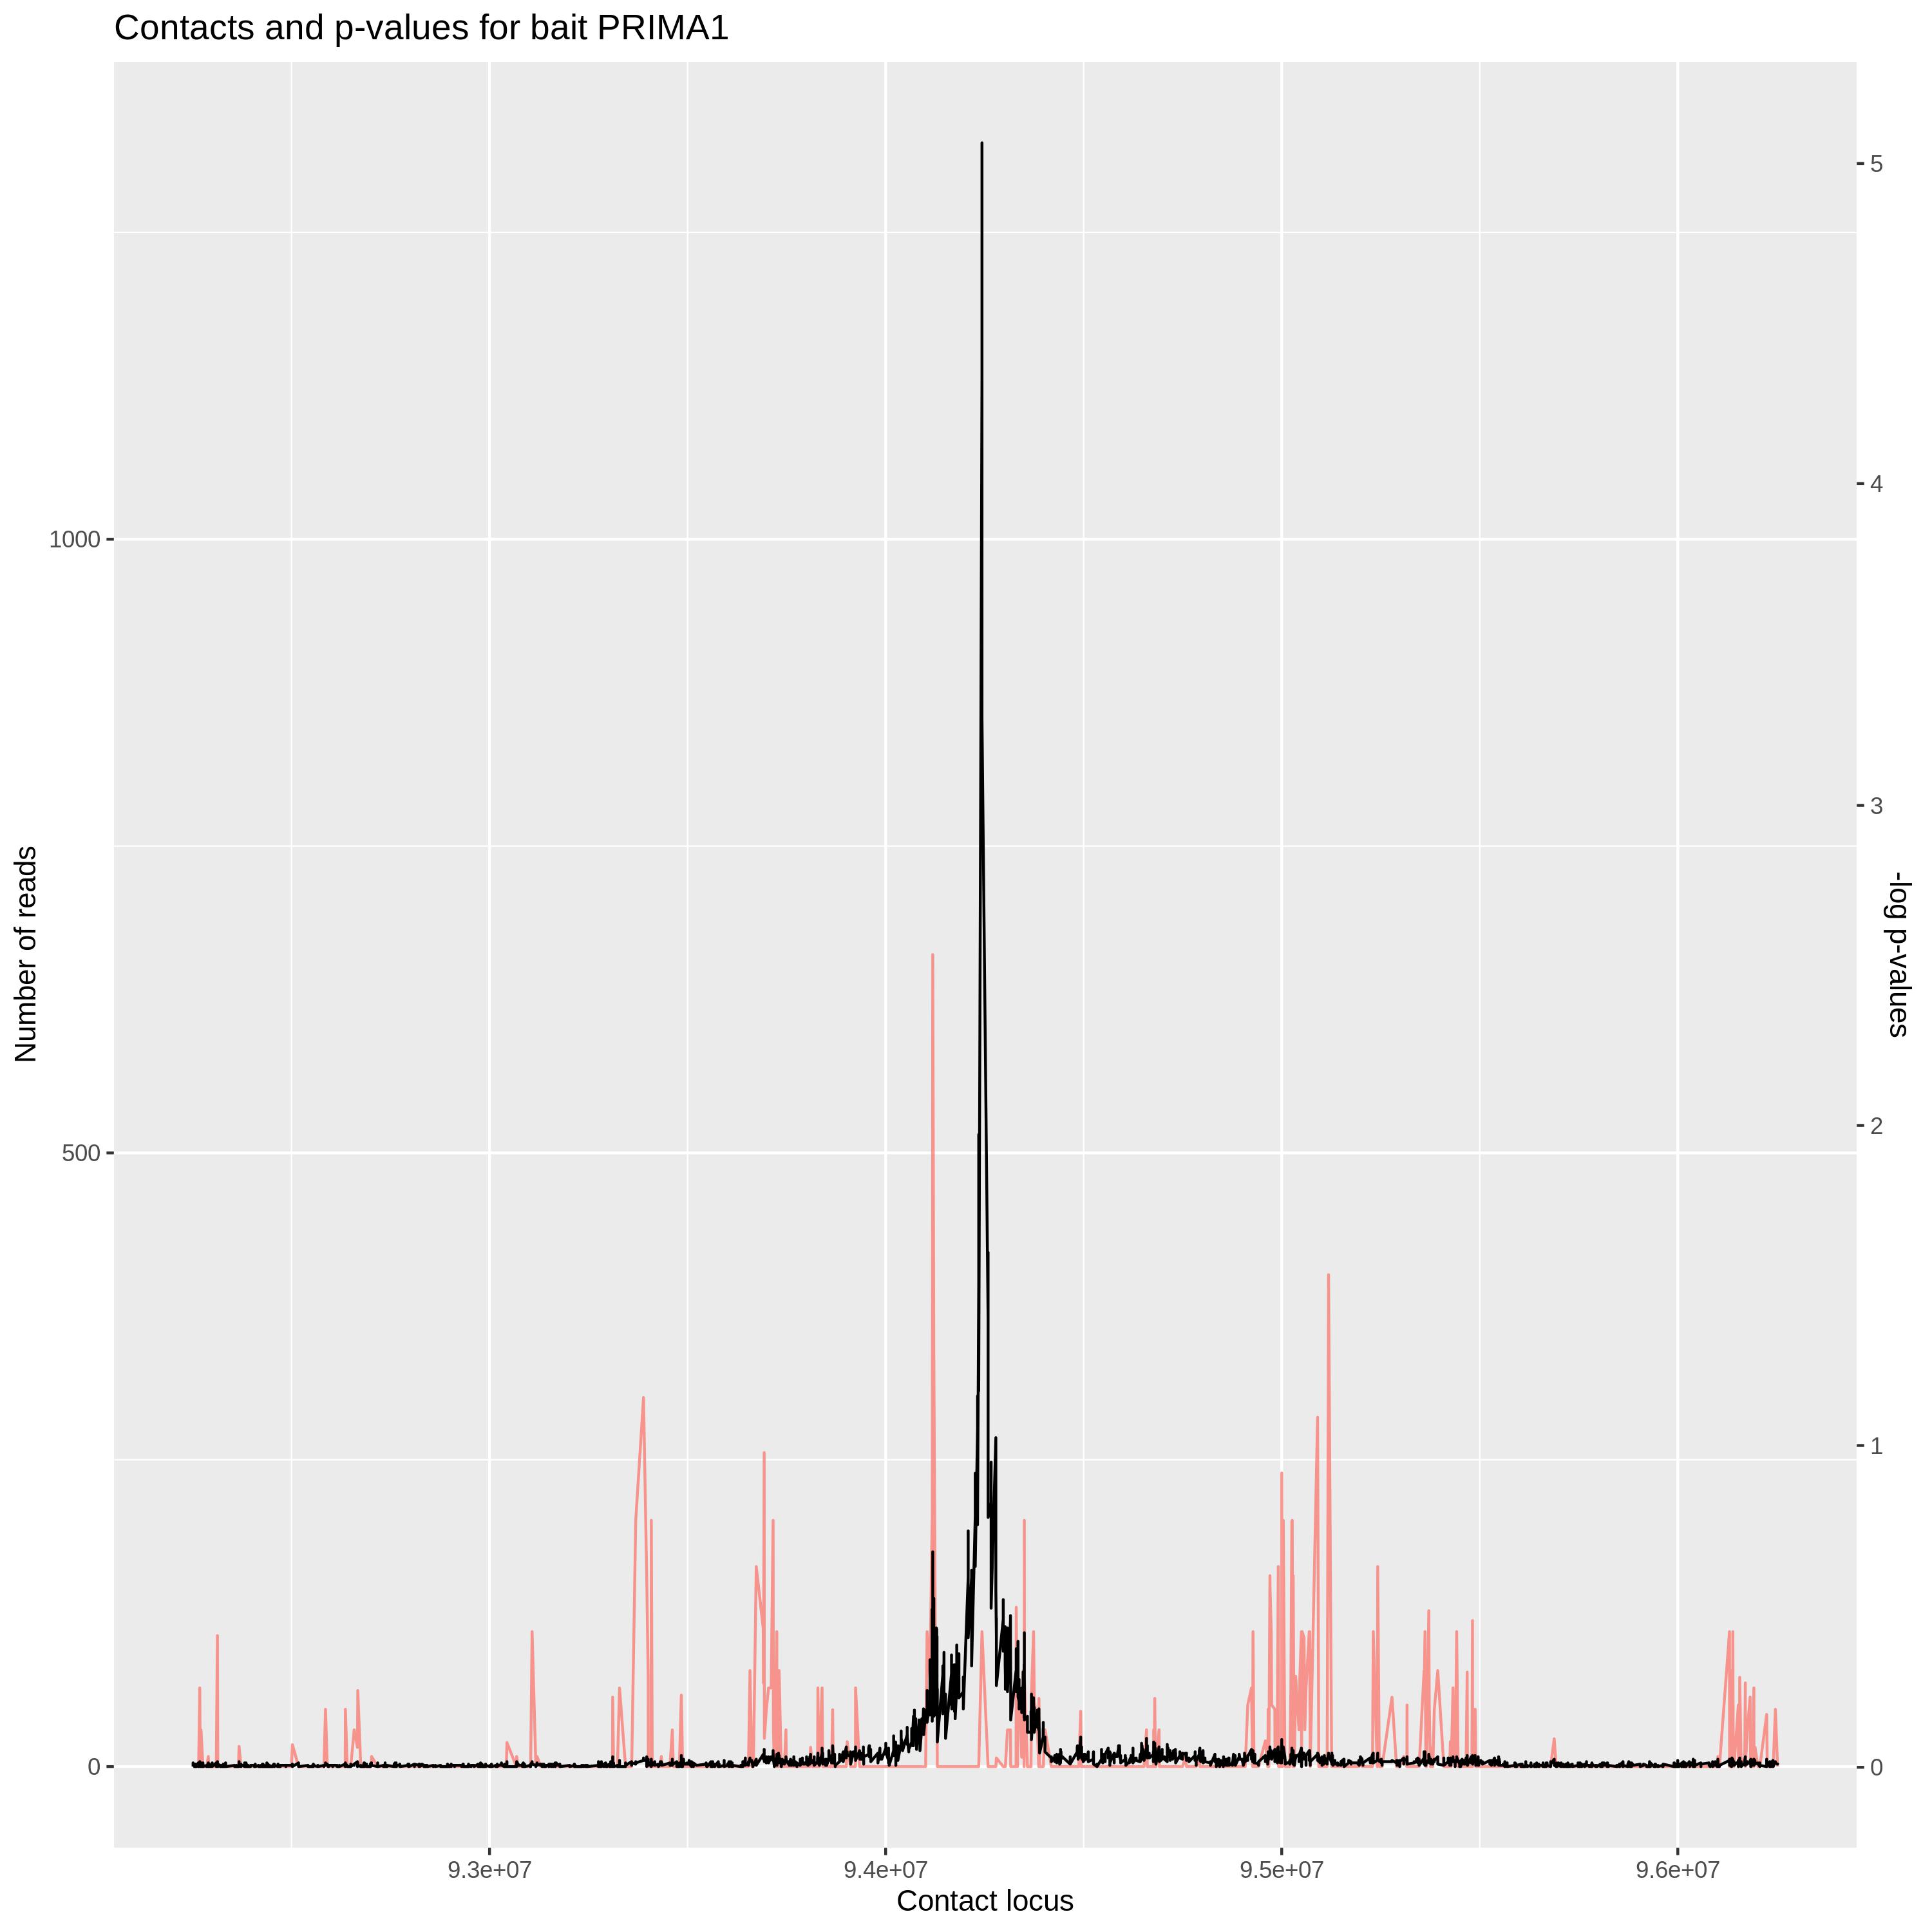 Contacts and p-values for bait PRIMA1
Number of reads
1000
500
0
5
4
3
2
1
0
-log p-values
9.3e+07
9.4e+07
9.5e+07
9.6e+07
Contact locus